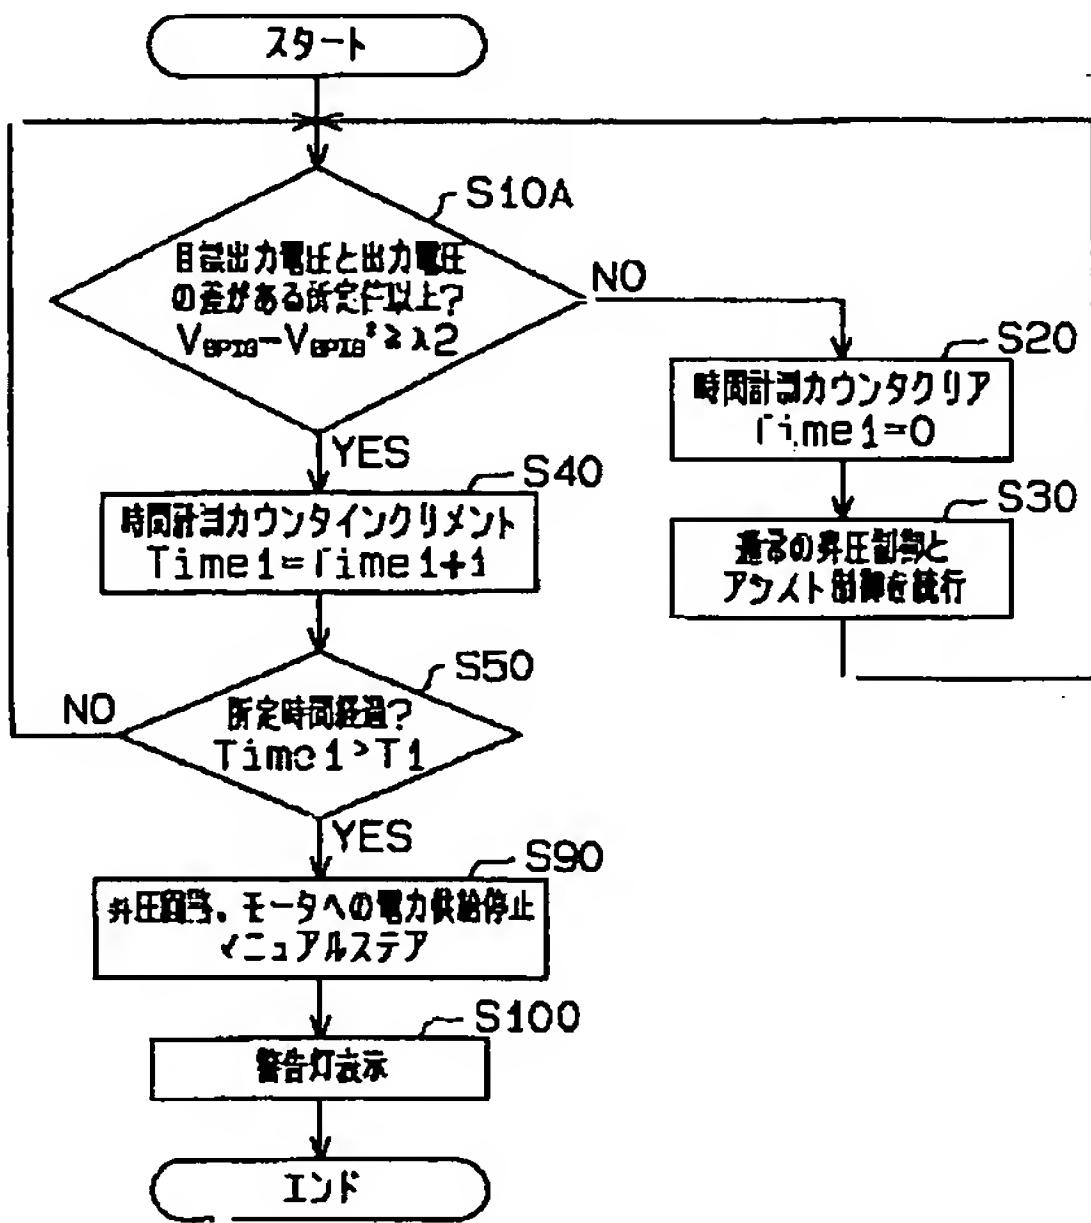 スタート
S10A
目標出力電圧と出力電圧
の差がある所定値以上?
V_BPIG-V_BPIG*≧λ2
NO
YES
S20
時間計測カウンタクリア
Time1=0
S30
通常の昇圧制御と
アシスト制御を続行
S40
時間計測カウンタインクリメント
Time1=Time1+1
S50
所定時間経過?
Time1>T1
NO
YES
S90
昇圧回路、モータへの電力供給停止
マニュアルステア
S100
警告灯表示
エンド